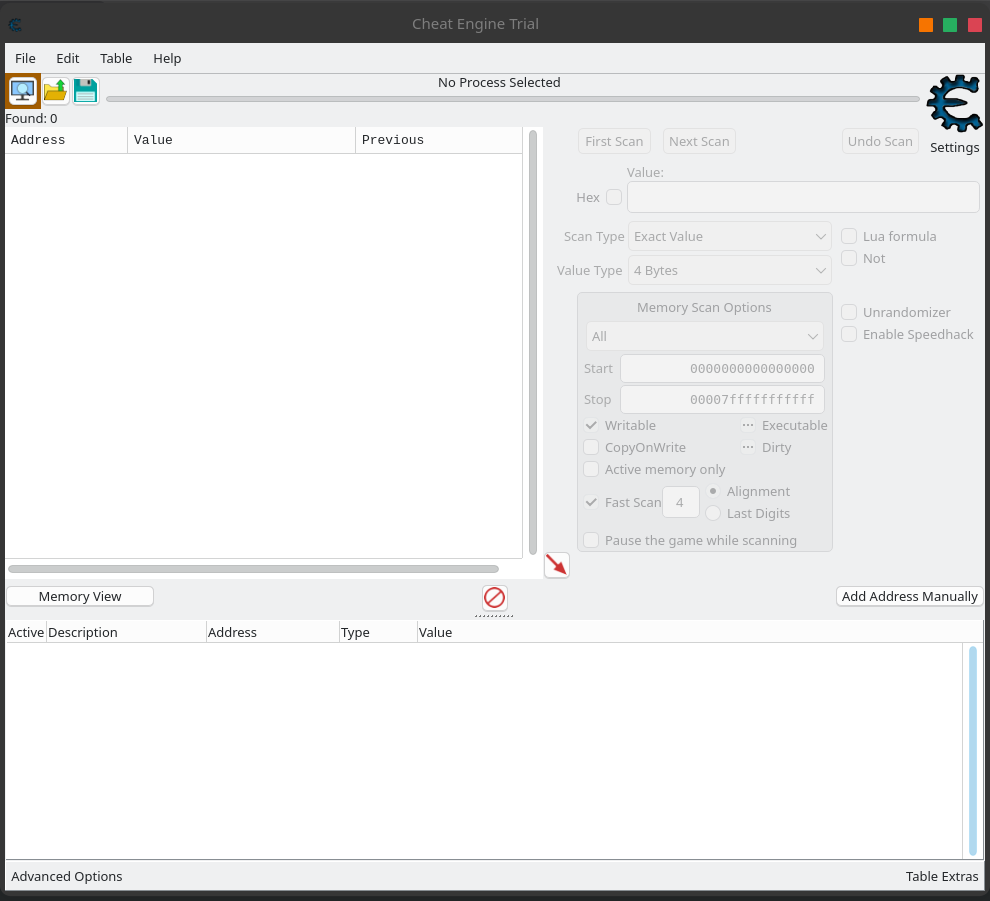 Cheat Engine Trial
File Edit Table Help
No Process Selected
Found: 0
Settings
Address Value Previous
First Scan Next Scan Undo Scan
Value:
Hex
Scan Type Exact Value Lua formula
Not
Value Type 4 Bytes
Memory Scan Options
Unrandomizer
All
Enable Speedhack
Start 0000000000000000
Stop 00007fffffffffff
Writable Executable
CopyOnWrite Dirty
Active memory only
Fast Scan 4 Alignment
Last Digits
Pause the game while scanning
Memory View Add Address Manually
Active Description Address Type Value
Advanced Options Table Extras